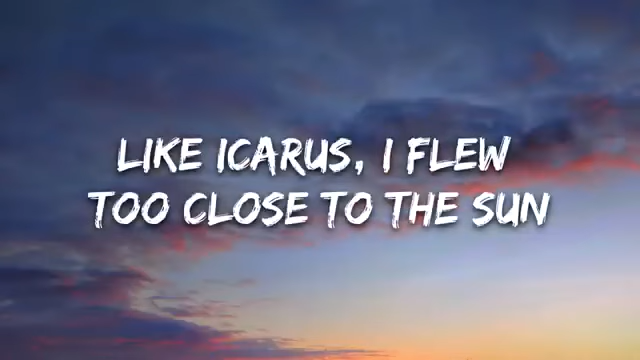 LIKE ICARUS, I FLEW
TOO CLOSE TO THE SUN